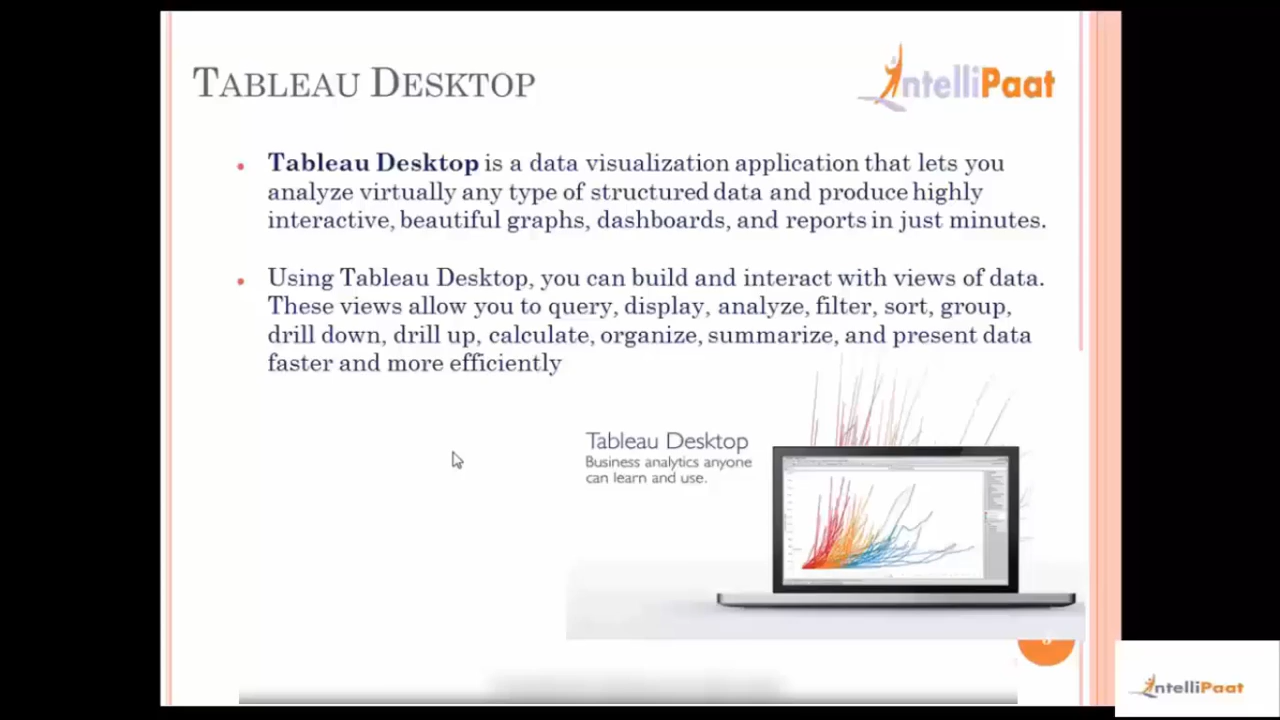 TABLEAU DESKTOP
IntelliPaat
Tableau Desktop is a data visualization application that lets you
analyze virtually any type of structured data and produce highly
interactive, beautiful graphs, dashboards, and reports in just minutes.
Using Tableau Desktop, you can build and interact with views of data.
These views allow you to query, display, analyze, filter, sort, group,
drill down, drill up, calculate, organize, summarize, and present data
faster and more efficiently
Tableau Desktop
Business analytics anyone
can learn and use.
IntelliPaat